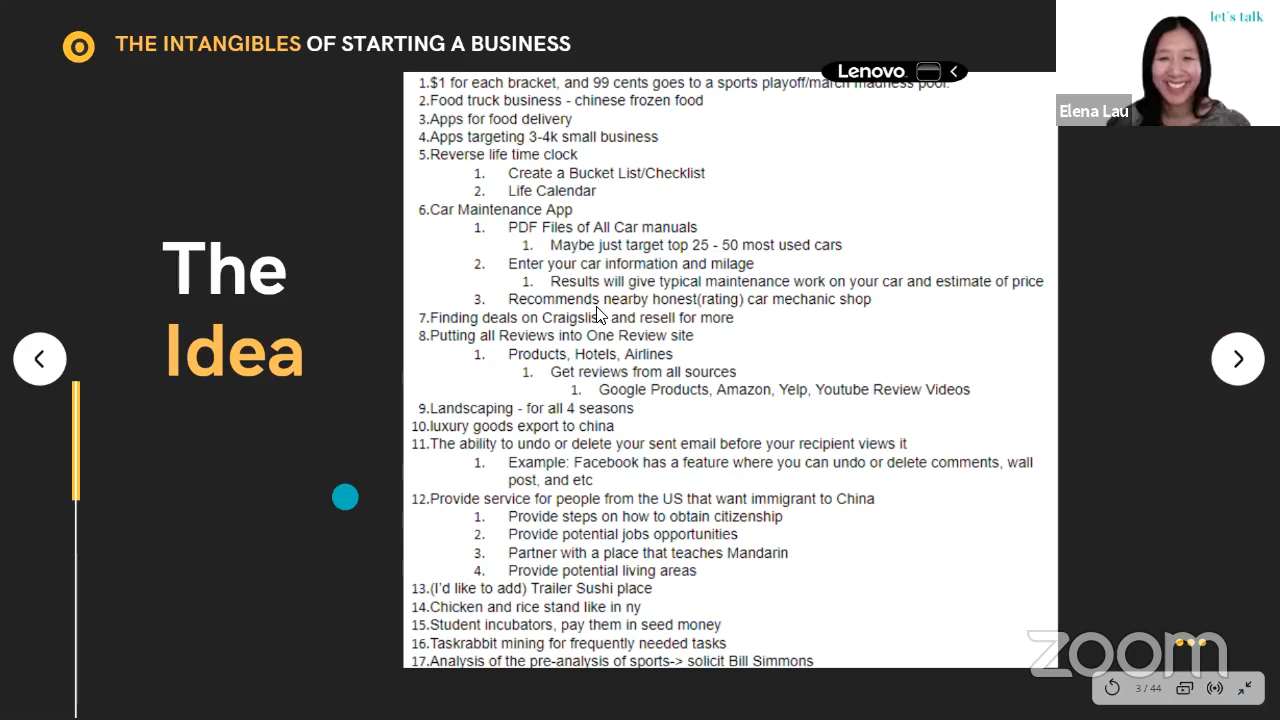 THE INTANGIBLES OF STARTING A BUSINESS
let's talk
Lenovo
Elena Lau
The
Idea
1.$1 for each bracket, and 99 cents goes to a sports playoff/march madness pool.
2.Food truck business - chinese frozen food
3.Apps for food delivery
4.Apps targeting 3-4k small business
5.Reverse life time clock
1. Create a Bucket List/Checklist
2. Life Calendar
6.Car Maintenance App
1. PDF Files of All Car manuals
1. Maybe just target top 25 - 50 most used cars
2. Enter your car information and milage
1. Results will give typical maintenance work on your car and estimate of price
3. Recommends nearby honest(rating) car mechanic shop
7.Finding deals on Craigslist and resell for more
8.Putting all Reviews into One Review site
1. Products, Hotels, Airlines
1. Get reviews from all sources
1. Google Products, Amazon, Yelp, Youtube Review Videos
9.Landscaping - for all 4 seasons
10.luxury goods export to china
11.The ability to undo or delete your sent email before your recipient views it
1. Example: Facebook has a feature where you can undo or delete comments, wall
post, and etc
12.Provide service for people from the US that want immigrant to China
1. Provide steps on how to obtain citizenship
2. Provide potential jobs opportunities
3. Partner with a place that teaches Mandarin
4. Provide potential living areas
13.(I'd like to add) Trailer Sushi place
14.Chicken and rice stand like in ny
15.Student incubators, pay them in seed money
16.Taskrabbit mining for frequently needed tasks
17.Analysis of the pre-analysis of sports-> solicit Bill Simmons
zoom
3 / 44